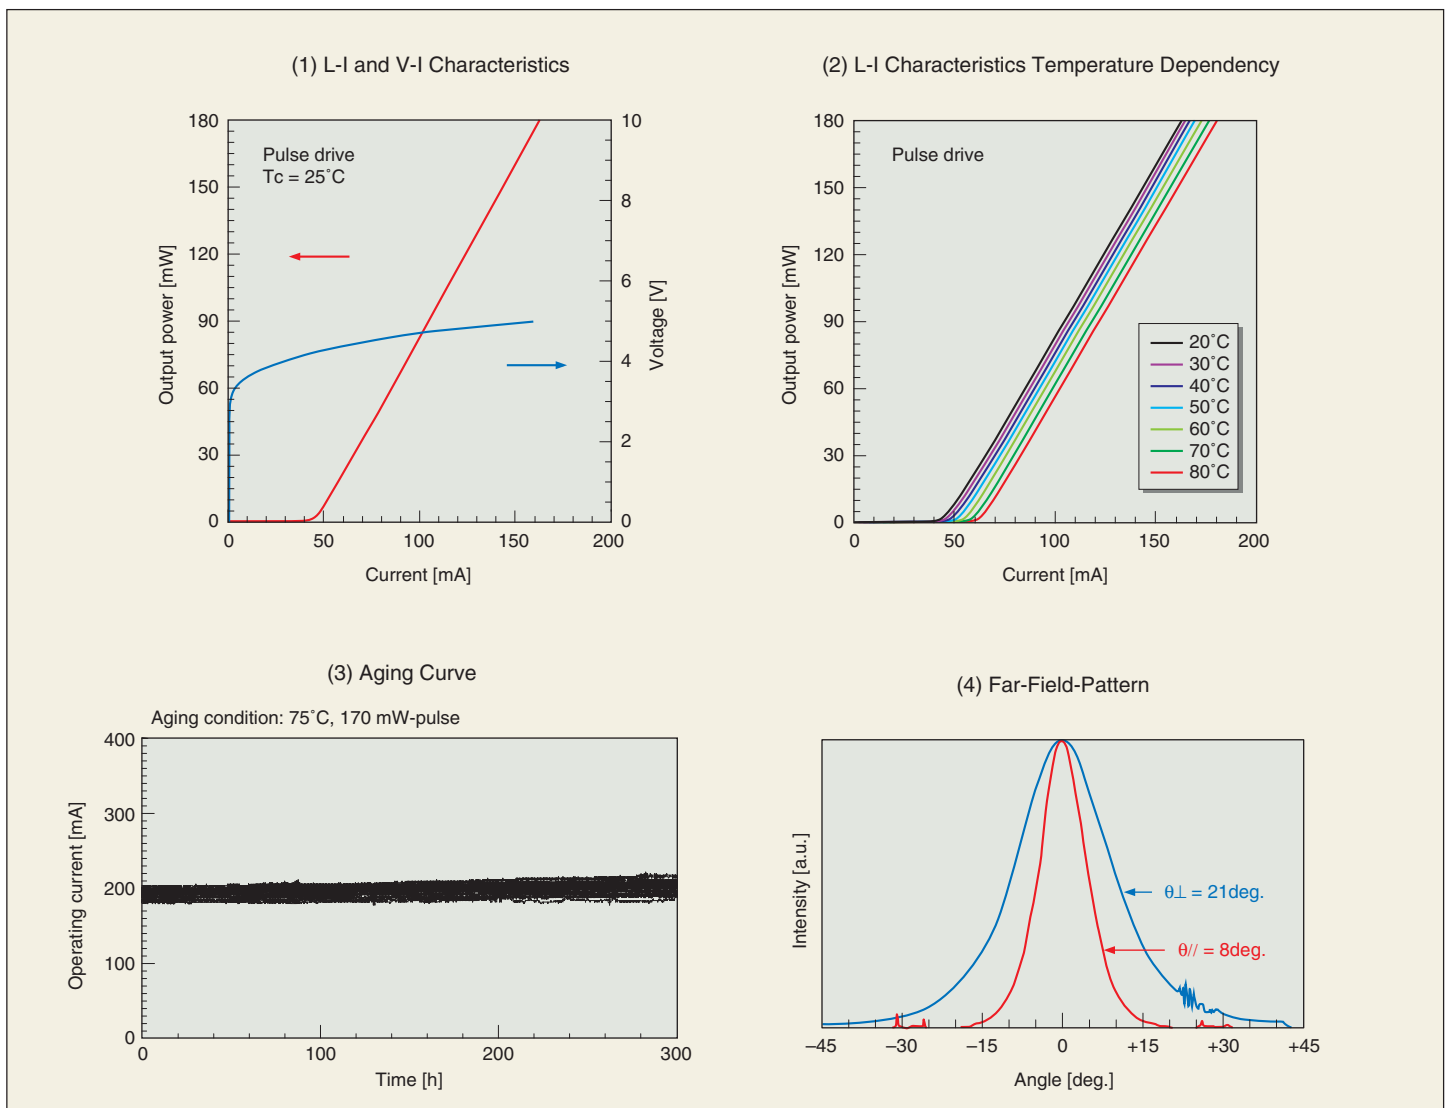 (1) L-I and V-I Characteristics
180
150
120
90
60
30
0
Output power [mW]
Pulse drive
Tc = 25˚C
10
8
6
4
2
0
Voltage [V]
0 50 100 150 200
Current [mA]
(2) L-I Characteristics Temperature Dependency
180
150
120
90
60
30
0
Output power [mW]
Pulse drive
20˚C
30˚C
40˚C
50˚C
60˚C
70˚C
80˚C
0 50 100 150 200
Current [mA]
(3) Aging Curve
Aging condition: 75˚C, 170 mW-pulse
400
300
200
100
0
Operating current [mA]
0 100 200 300
Time [h]
(4) Far-Field-Pattern
Intensity [a.u.]
θ⊥ = 21deg.
θ// = 8deg.
–45 –30 –15 0 +15 +30 +45
Angle [deg.]